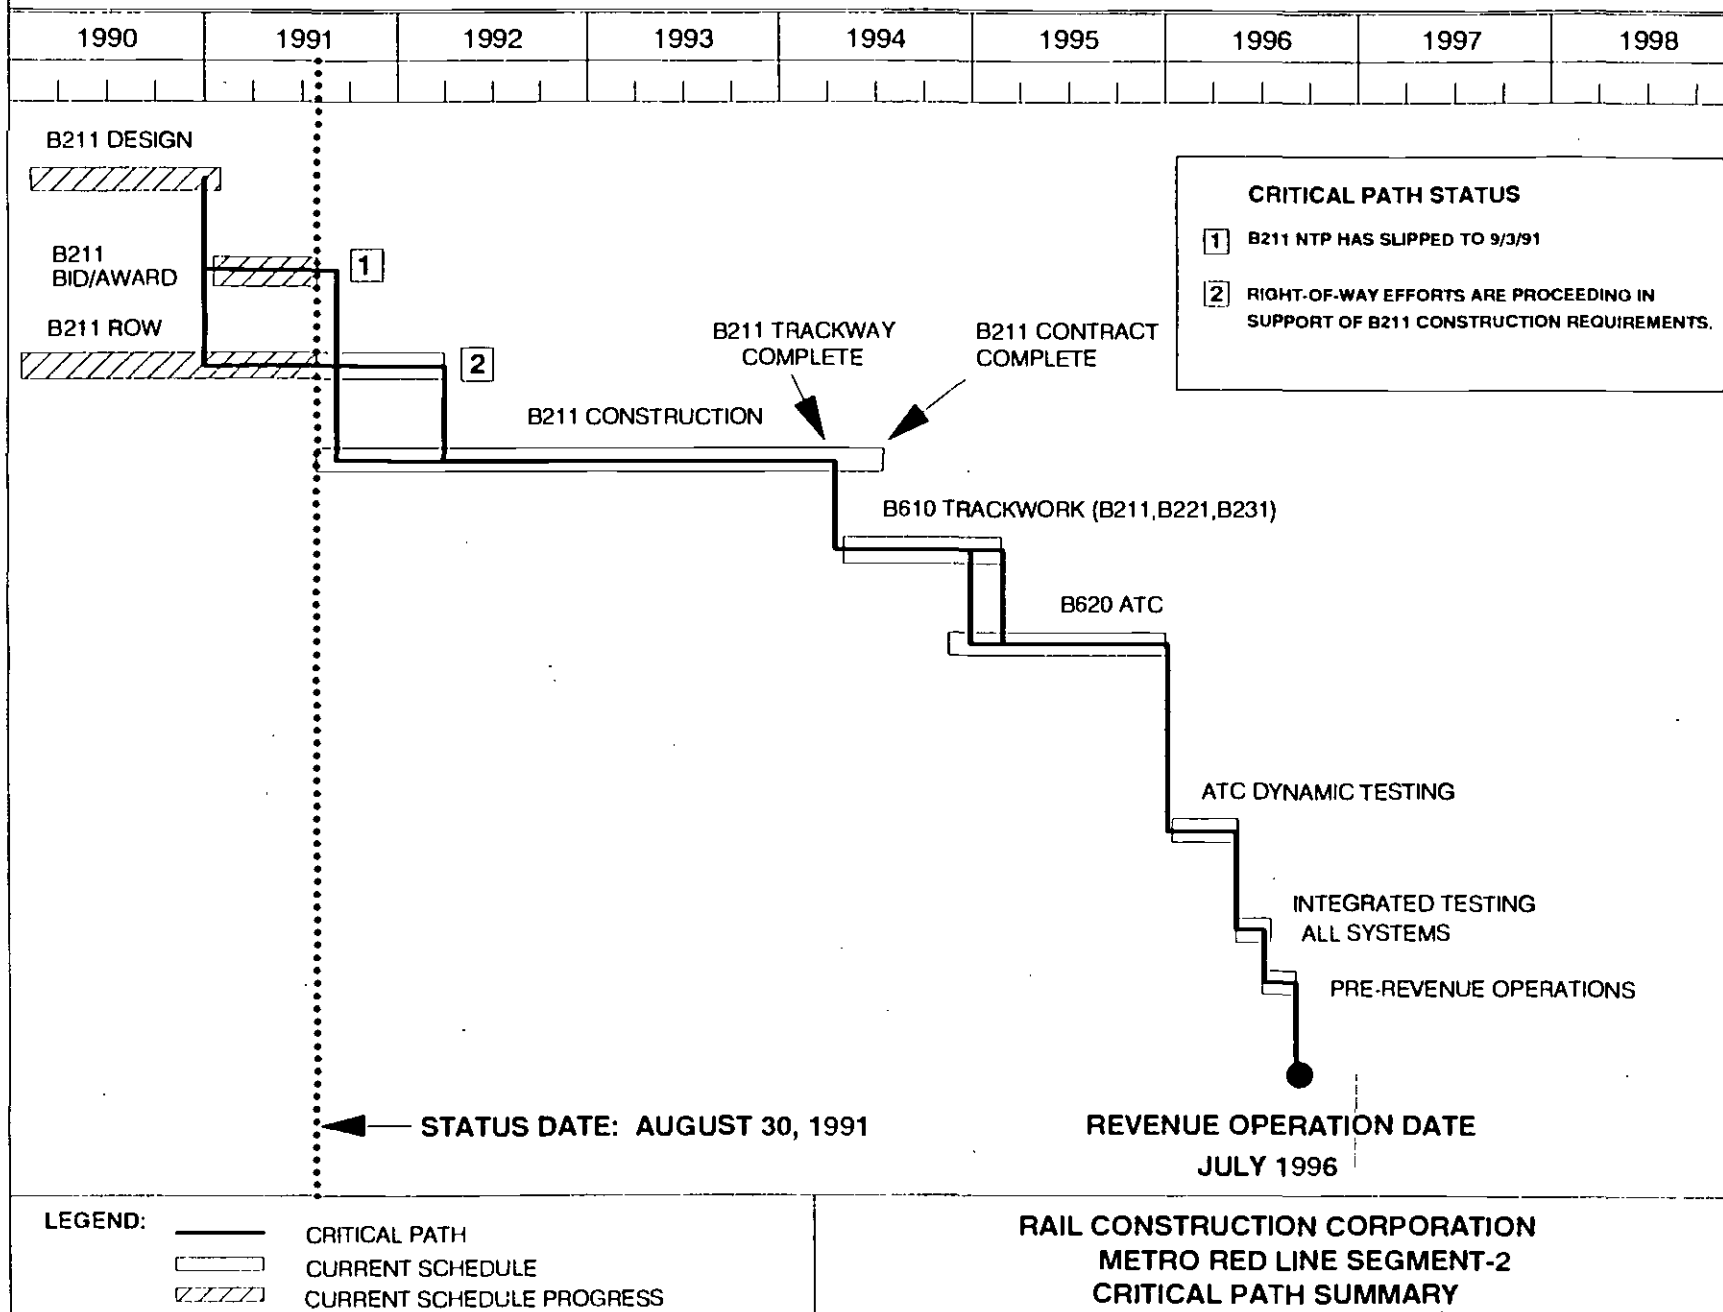 1990 1991 1992 1993 1994 1995 1996 1997 1998
B211 DESIGN
CRITICAL PATH STATUS
1 B211 NTP HAS SLIPPED TO 9/3/91
2 RIGHT-OF-WAY EFFORTS ARE PROCEEDING IN
SUPPORT OF B211 CONSTRUCTION REQUIREMENTS.
B211
BID/AWARD
1
B211 ROW
2
B211 TRACKWAY
COMPLETE
B211 CONTRACT
COMPLETE
B211 CONSTRUCTION
B610 TRACKWORK (B211,B221,B231)
B620 ATC
ATC DYNAMIC TESTING
INTEGRATED TESTING
ALL SYSTEMS
PRE-REVENUE OPERATIONS
STATUS DATE: AUGUST 30, 1991
REVENUE OPERATION DATE
JULY 1996
LEGEND:
CRITICAL PATH
CURRENT SCHEDULE
CURRENT SCHEDULE PROGRESS
RAIL CONSTRUCTION CORPORATION
METRO RED LINE SEGMENT-2
CRITICAL PATH SUMMARY